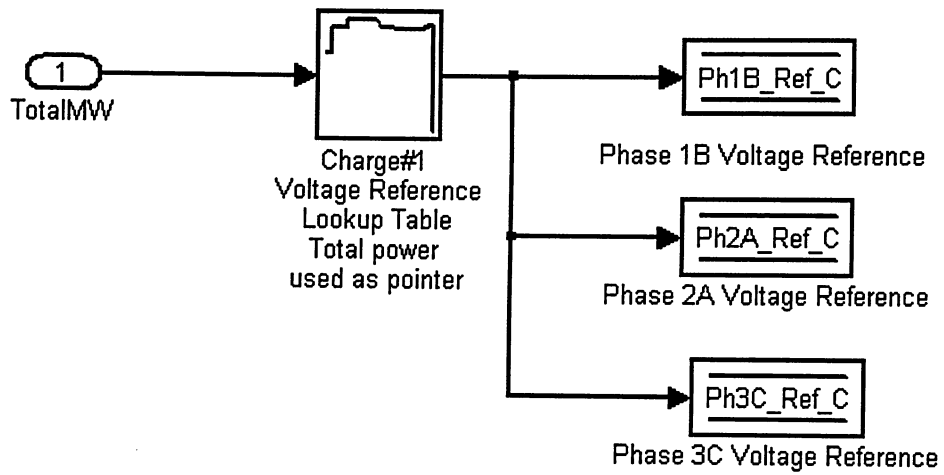 1
TotalMW
Charge#1
Voltage Reference
Lookup Table
Total power
used as pointer
Ph1B_Ref_C
Phase 1B Voltage Reference
Ph2A_Ref_C
Phase 2A Voltage Reference
Ph3C_Ref_C
Phase 3C Voltage Reference